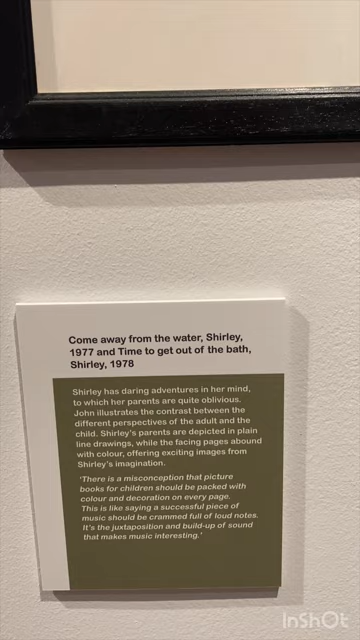 Come away from the water, Shirley,
1977 and Time to get out of the bath,
Shirley, 1978
Shirley has daring adventures in her mind,
to which her parents are quite oblivious.
John illustrates the contrast between the
different perspectives of the adult and the
child. Shirley's parents are depicted in plain
line drawings, while the facing pages abound
with colour, offering exciting images from
Shirley's imagination.
'There is a misconception that picture
books for children should be packed with
colour and decoration on every page.
This is like saying a successful piece of
music should be crammed full of loud notes.
It's the juxtaposition and build-up of sound
that makes music interesting.'
InShOt